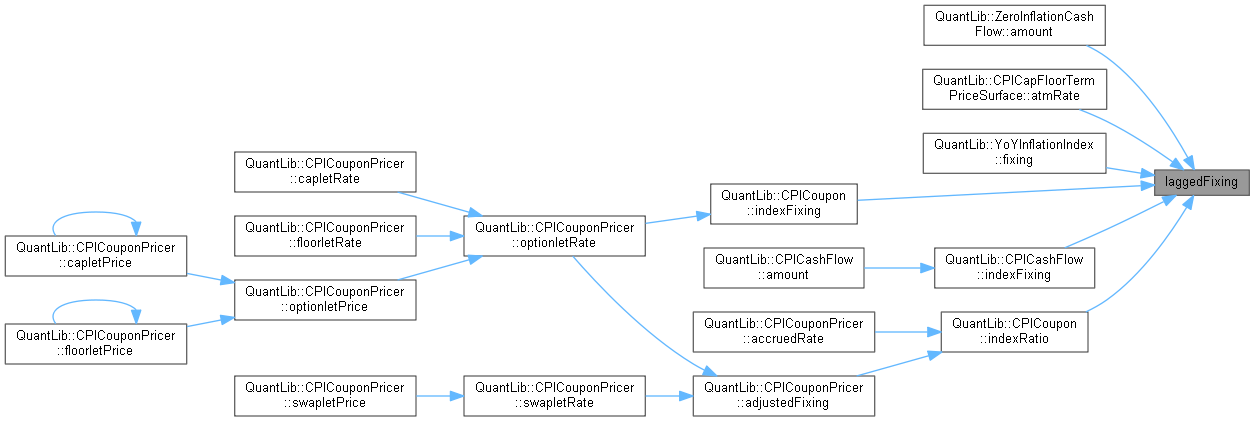 QuantLib::ZeroInflationCash
Flow::amount
QuantLib::CPICapFloorTerm
PriceSurface::atmRate
QuantLib::YoYInflationIndex
::fixing
laggedFixing
QuantLib::CPICouponPricer
::capletRate
QuantLib::CPICoupon
::indexFixing
QuantLib::CPICouponPricer
::floorletRate
QuantLib::CPICouponPricer
::optionletRate
QuantLib::CPICouponPricer
::capletPrice
QuantLib::CPICashFlow
::amount
QuantLib::CPICashFlow
::indexFixing
QuantLib::CPICouponPricer
::optionletPrice
QuantLib::CPICouponPricer
::floorletPrice
QuantLib::CPICouponPricer
::accruedRate
QuantLib::CPICoupon
::indexRatio
QuantLib::CPICouponPricer
::swapletPrice
QuantLib::CPICouponPricer
::swapletRate
QuantLib::CPICouponPricer
::adjustedFixing